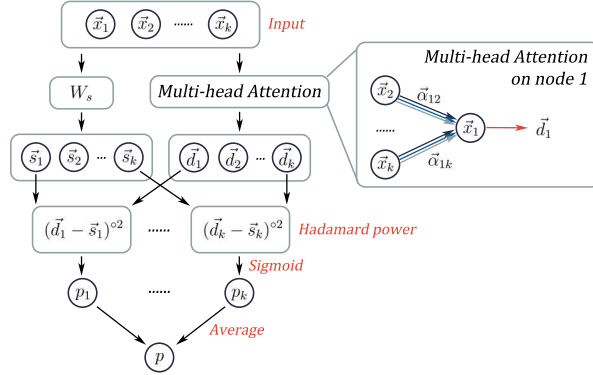 x⃗₁ x⃗₂ ...... x⃗ₖ Input
Multi-head Attention
on node 1
Wₛ Multi-head Attention
x⃗₂ α⃗₁₂
...... x⃗₁ d⃗₁
x⃗ₖ α⃗₁ₖ
s⃗₁ s⃗₂ ... s⃗ₖ d⃗₁ d⃗₂ ... d⃗ₖ
(d⃗₁ − s⃗₁)°² ...... (d⃗ₖ − s⃗ₖ)°² Hadamard power
Sigmoid
p₁ ...... pₖ
Average
p